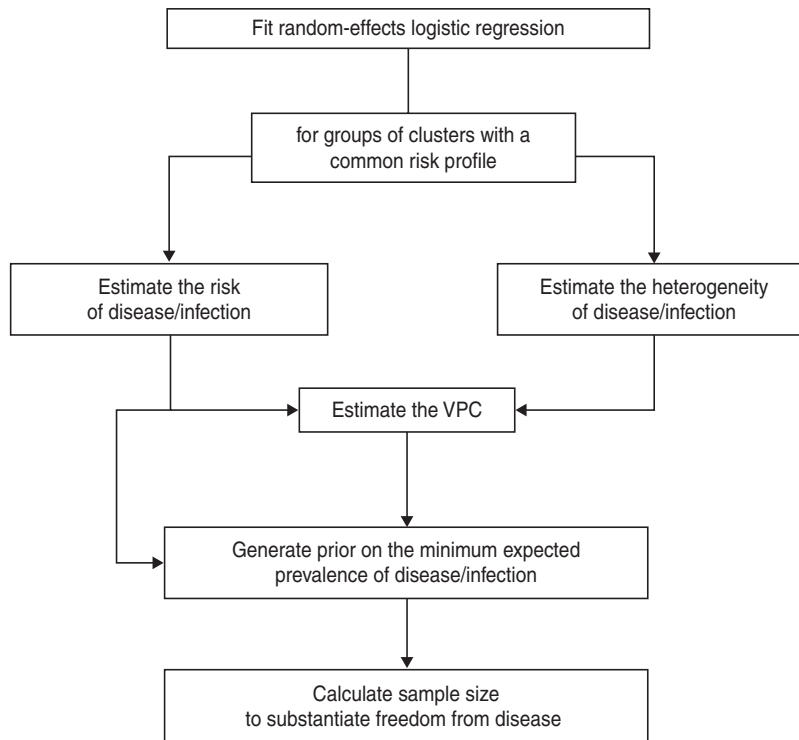 Fit random-effects logistic regression
for groups of clusters with a
common risk profile
Estimate the risk
of disease/infection
Estimate the heterogeneity
of disease/infection
Estimate the VPC
Generate prior on the minimum expected
prevalence of disease/infection
Calculate sample size
to substantiate freedom from disease